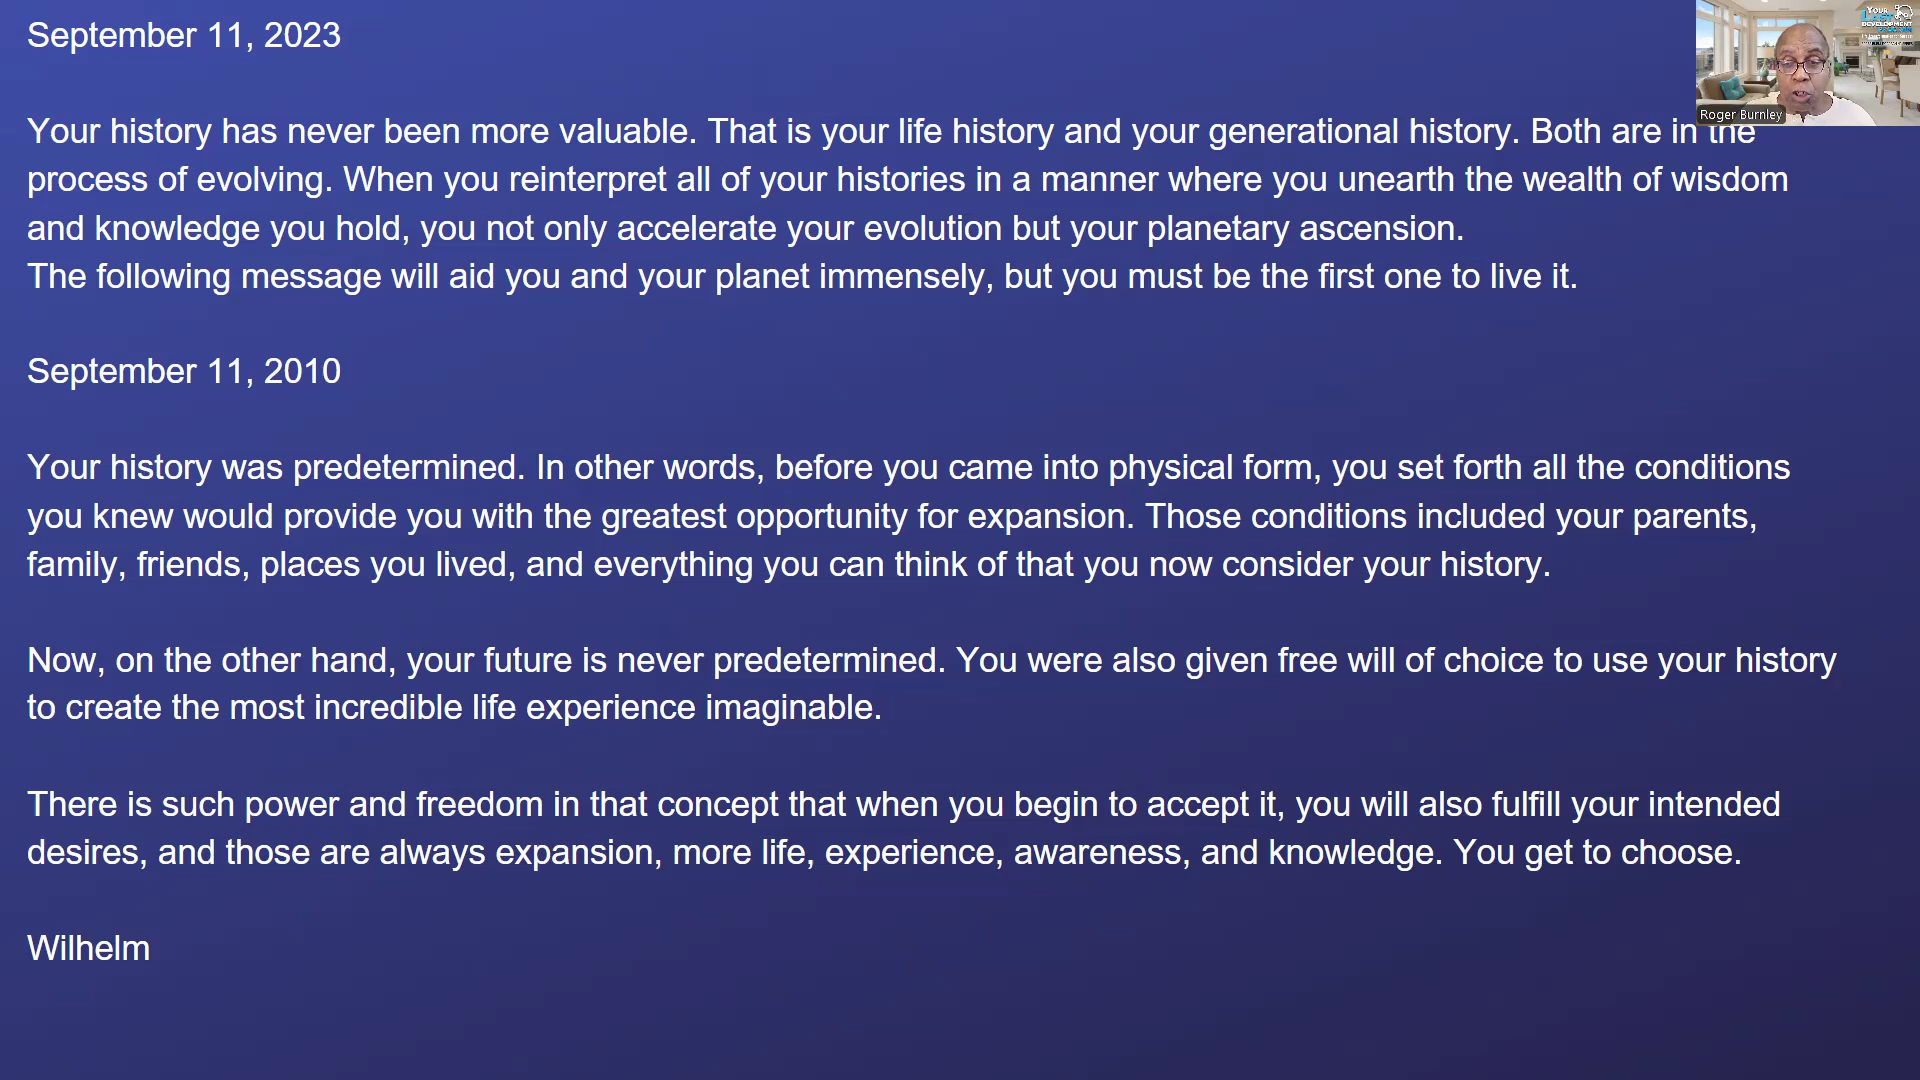 September 11, 2023
Your history has never been more valuable. That is your life history and your generational history. Both are in the
process of evolving. When you reinterpret all of your histories in a manner where you unearth the wealth of wisdom
and knowledge you hold, you not only accelerate your evolution but your planetary ascension.
The following message will aid you and your planet immensely, but you must be the first one to live it.
September 11, 2010
Your history was predetermined. In other words, before you came into physical form, you set forth all the conditions
you knew would provide you with the greatest opportunity for expansion. Those conditions included your parents,
family, friends, places you lived, and everything you can think of that you now consider your history.
Now, on the other hand, your future is never predetermined. You were also given free will of choice to use your history
to create the most incredible life experience imaginable.
There is such power and freedom in that concept that when you begin to accept it, you will also fulfill your intended
desires, and those are always expansion, more life, experience, awareness, and knowledge. You get to choose.
Wilhelm
YOUR
LAST
DEVELOPMENT
Roger Burnley